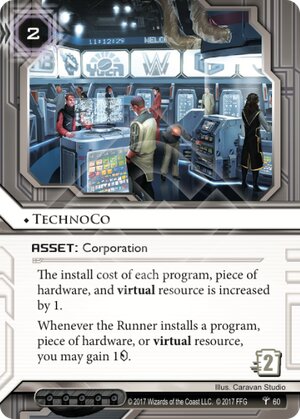 2
11:12:29 WELCO
YUCA W B
◆ TECHNOCO
ASSET: Corporation
The install cost of each program, piece of
hardware, and virtual resource is increased
by 1.
Whenever the Runner installs a program,
piece of hardware, or virtual resource,
you may gain 1
2
Illus. Caravan Studio
© 2017 Wizards of the Coast LLC. © 2017 FFG 60